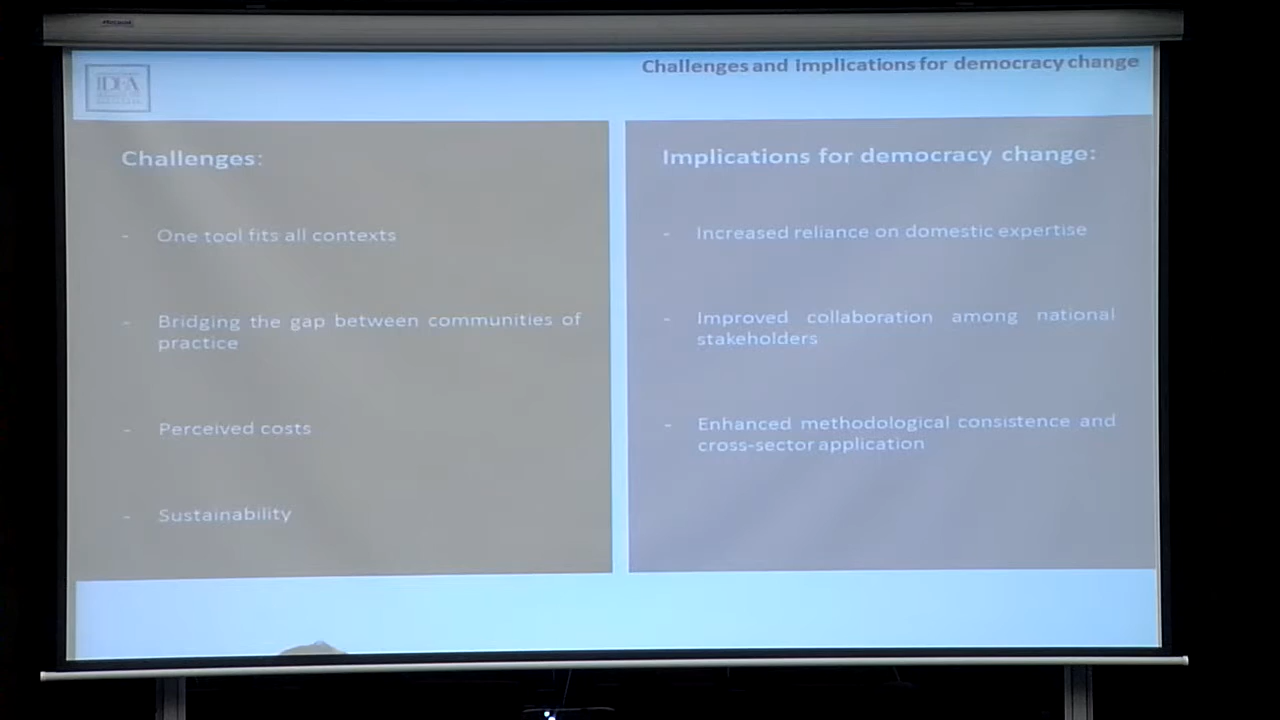 IDEA
Challenges and Implications for democracy change
Challenges:
- One tool fits all contexts
- Bridging the gap between communities of
practice
- Perceived costs
- Sustainability
Implications for democracy change:
- Increased reliance on domestic expertise
- Improved collaboration among national
stakeholders
- Enhanced methodological consistence and
cross-sector application